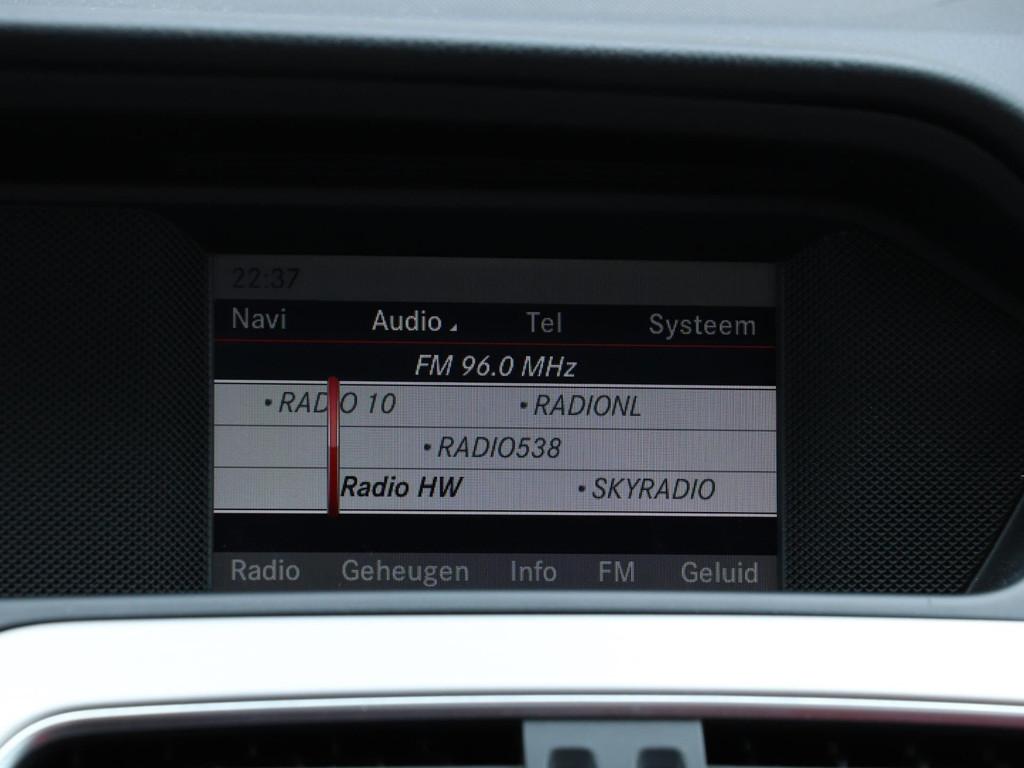 22:37
Navi Audio Tel Systeem
FM 96.0 MHz
• RADIO 10 • RADIONL
• RADIO538
Radio HW • SKYRADIO
Radio Geheugen Info FM Geluid